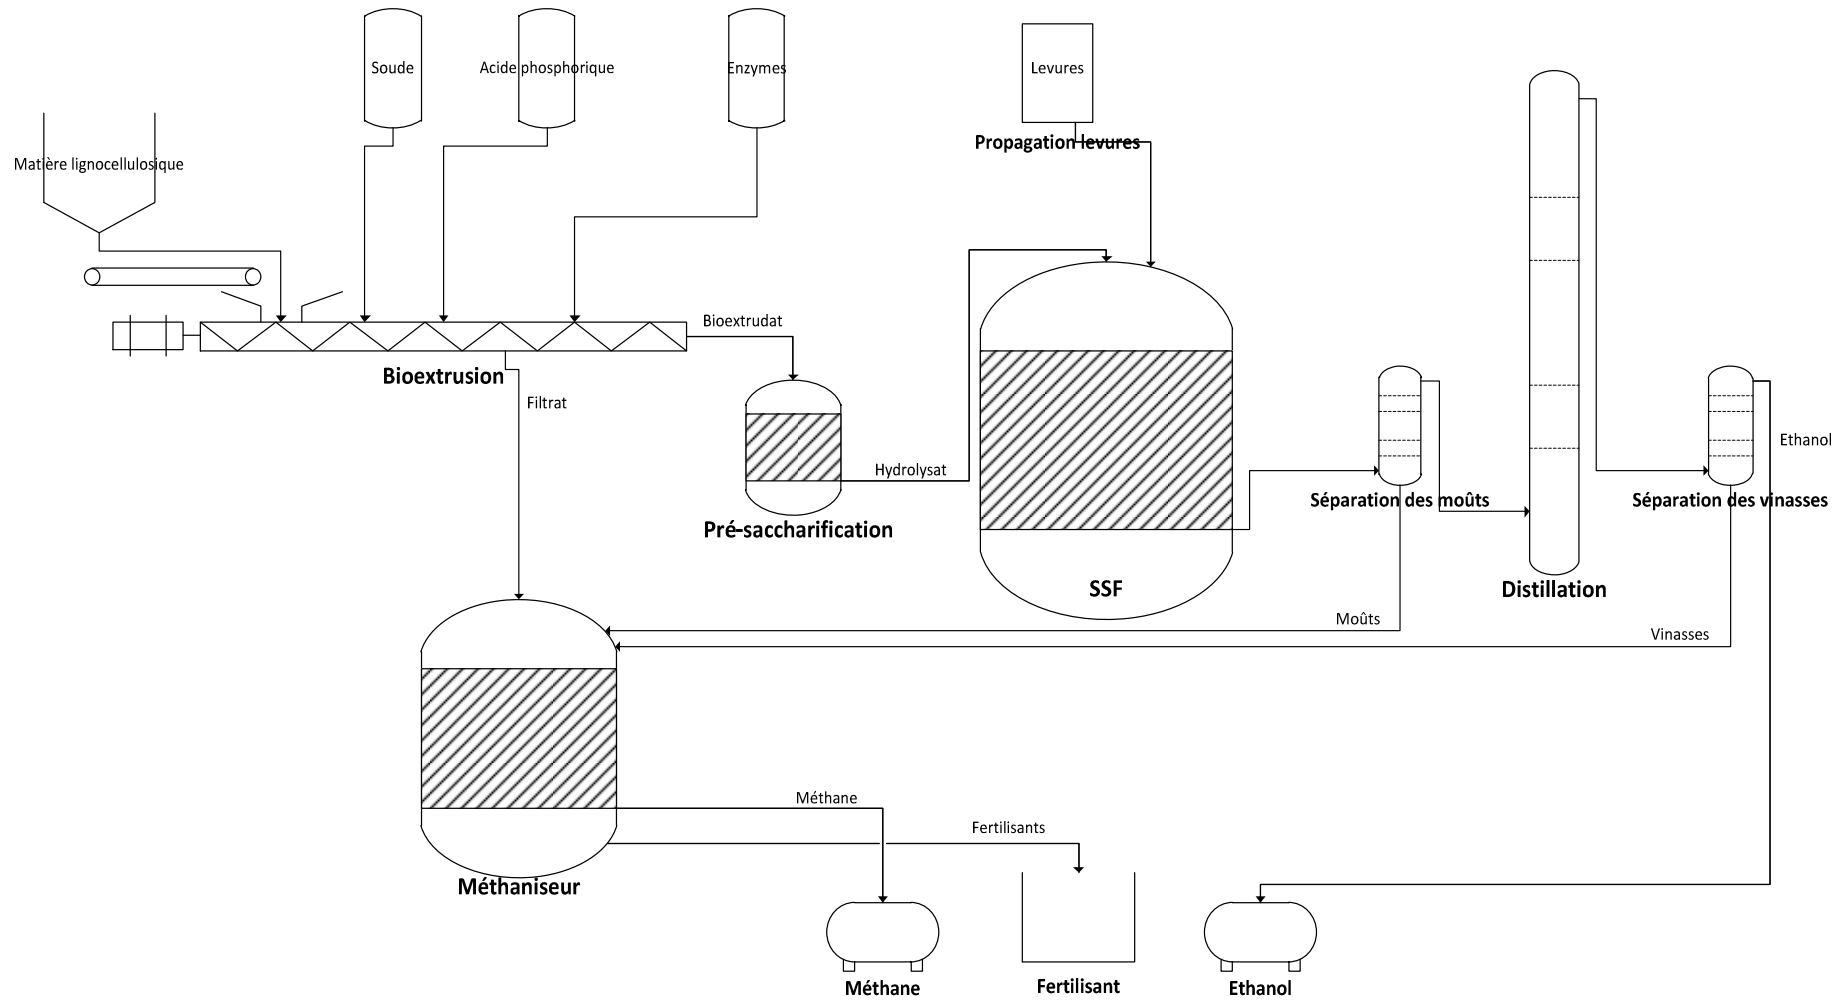 Soude
Acide phosphorique
Enzymes
Levures
Propagation levures
Matière lignocellulosique
Bioextrudat
Bioextrusion
Filtrat
Ethanol
Hydrolysat
Séparation des moûts
Séparation des vinasses
Pré-saccharification
SSF
Distillation
Moûts
Vinasses
Méthane
Fertilisants
Méthaniseur
Méthane
Fertilisant
Ethanol